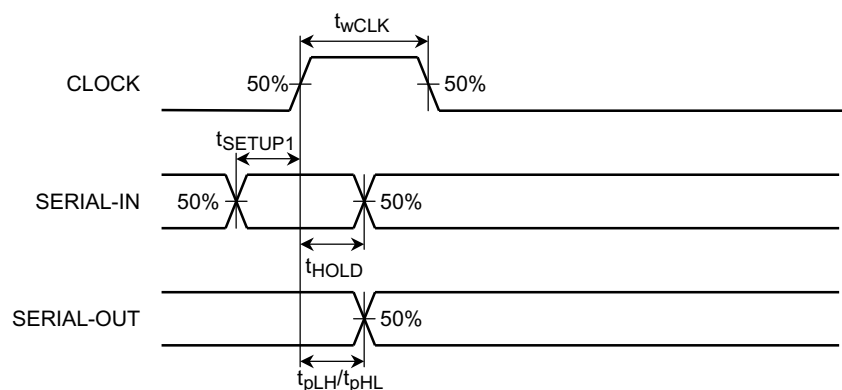 twCLK
CLOCK 50% 50%
tSETUP1
SERIAL-IN 50% 50%
tHOLD
SERIAL-OUT 50%
tpLH/tpHL